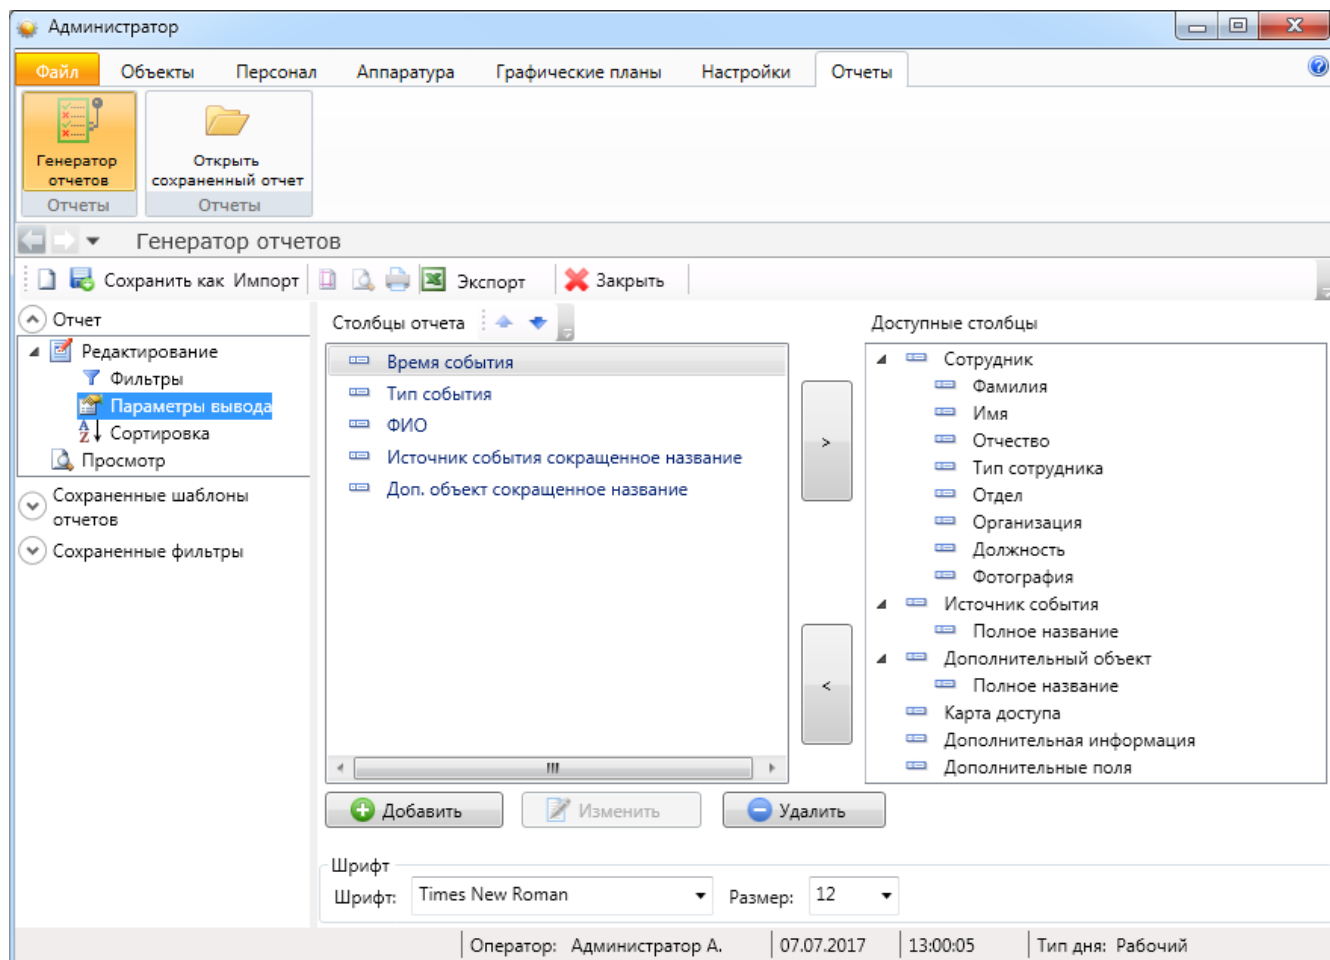 Администратор
Файл Объекты Персонал Аппаратура Графические планы Настройки Отчеты
Генератор отчетов
Открыть сохраненный отчет
Отчеты Отчеты
Генератор отчетов
Сохранить как Импорт Экспорт Закрыть
Отчет
Редактирование
Фильтры
Параметры вывода
Сортировка
Просмотр
Сохраненные шаблоны
отчетов
Сохраненные фильтры
Столбцы отчета
Время события
Тип события
ФИО
Источник события сокращенное название
Доп. объект сокращенное название
>
<
Доступные столбцы
Сотрудник
Фамилия
Имя
Отчество
Тип сотрудника
Отдел
Организация
Должность
Фотография
Источник события
Полное название
Дополнительный объект
Полное название
Карта доступа
Дополнительная информация
Дополнительные поля
Добавить Изменить Удалить
Шрифт
Шрифт: Times New Roman Размер: 12
Оператор: Администратор А. 07.07.2017 13:00:05 Тип дня: Рабочий